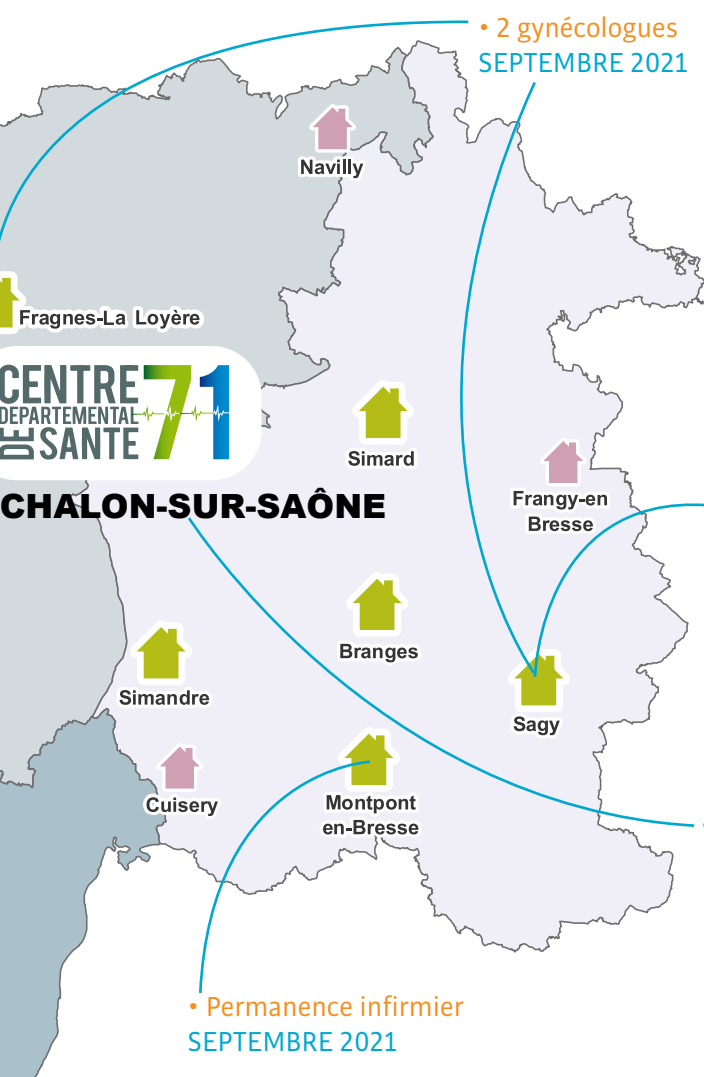 • 2 gynécologues
SEPTEMBRE 2021
Navilly
Fragnes-La Loyère
CENTRE
DEPARTEMENTAL
DE SANTE
71
Simard
CHALON-SUR-SAÔNE
Frangy-en
Bresse
Branges
Simandre
Sagy
Cuisery
Montpont
en-Bresse
• Permanence infirmier
SEPTEMBRE 2021